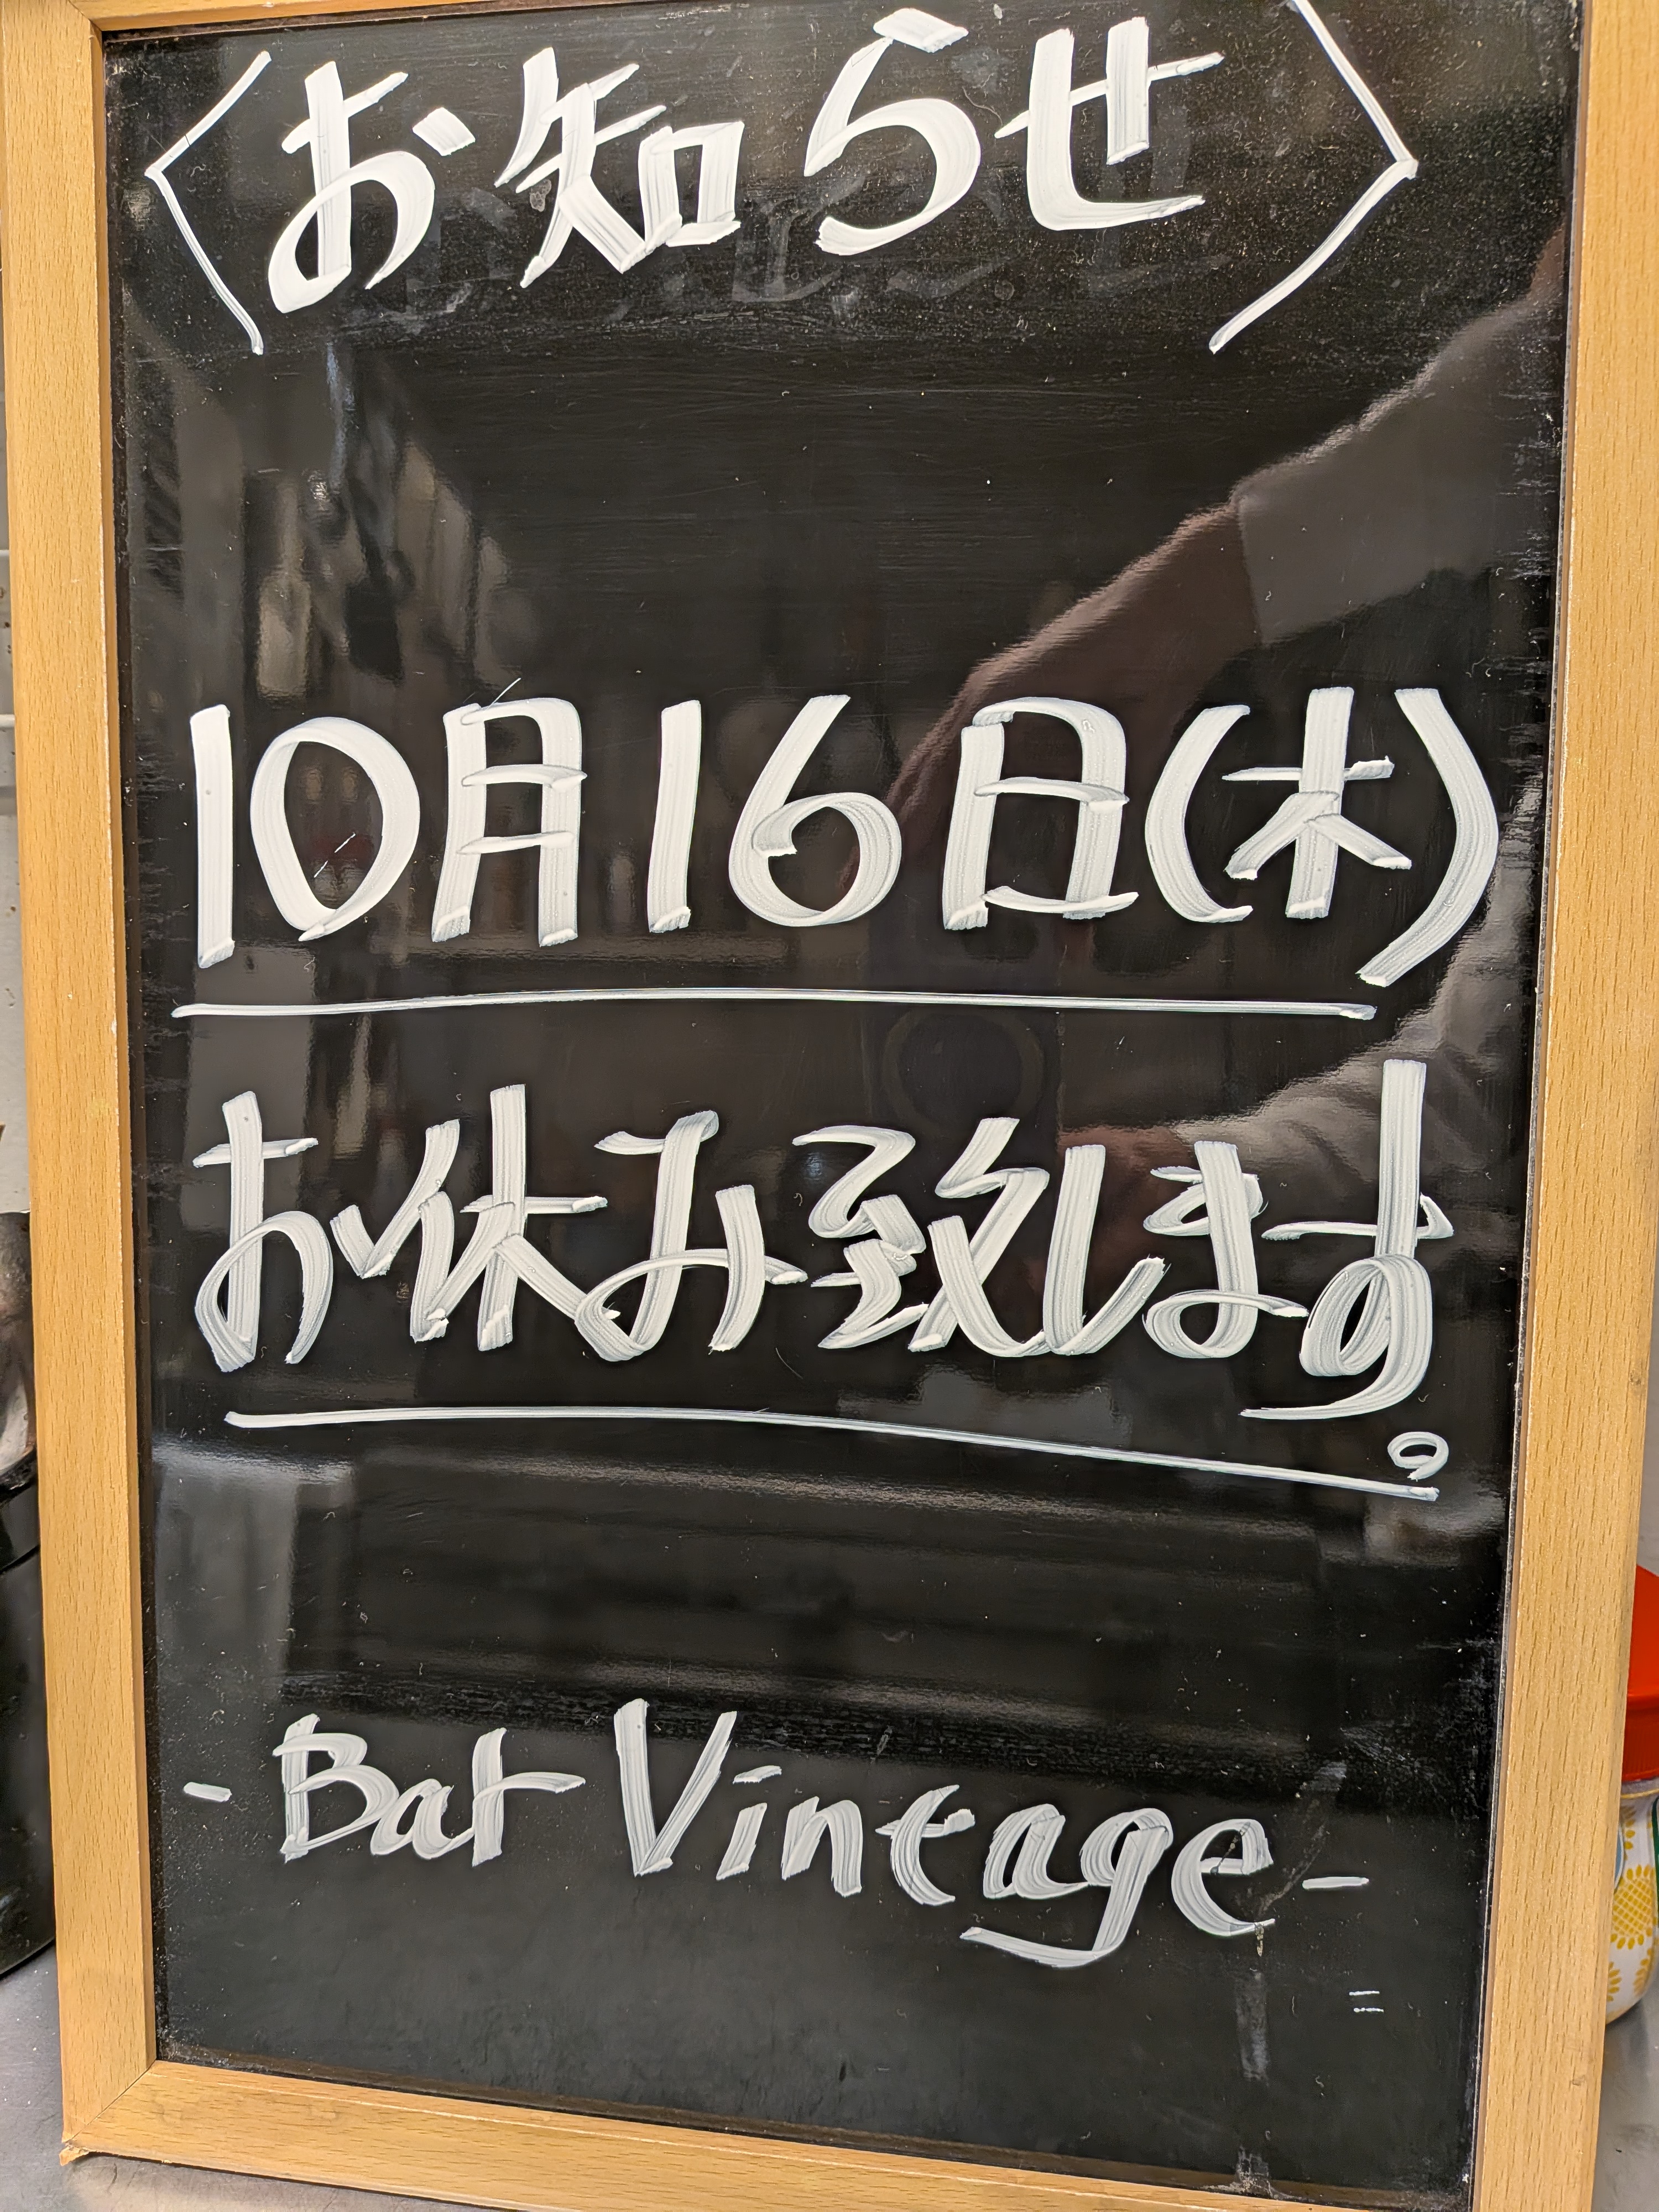 〈お知らせ〉
10月16日(木)
お休み致します。
-Bat Vintage-